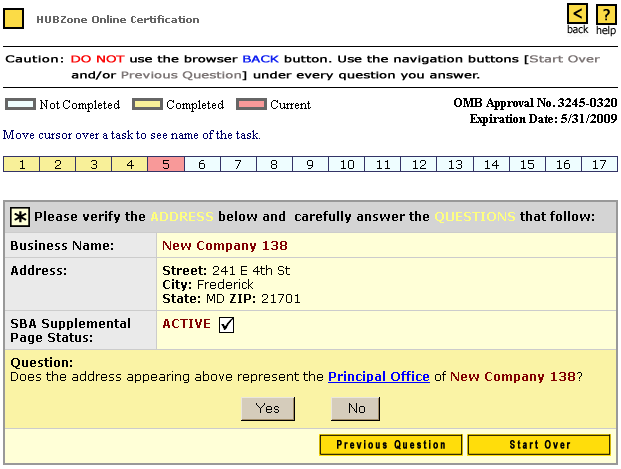 HUBZone Online Certification
back help
Caution: DO NOT use the browser BACK button. Use the navigation buttons [Start Over
and/or Previous Question] under every question you answer.
Not Completed Completed Current
OMB Approval No. 3245-0320
Expiration Date: 5/31/2009
Move cursor over a task to see name of the task.
1 2 3 4 5 6 7 8 9 10 11 12 13 14 15 16 17
Please verify the ADDRESS below and carefully answer the QUESTIONS that follow:
Business Name: New Company 138
Address: Street: 241 E 4th St
City: Frederick
State: MD ZIP: 21701
SBA Supplemental
Page Status:
ACTIVE
Question:
Does the address appearing above represent the Principal Office of New Company 138?
Yes No
Previous Question Start Over